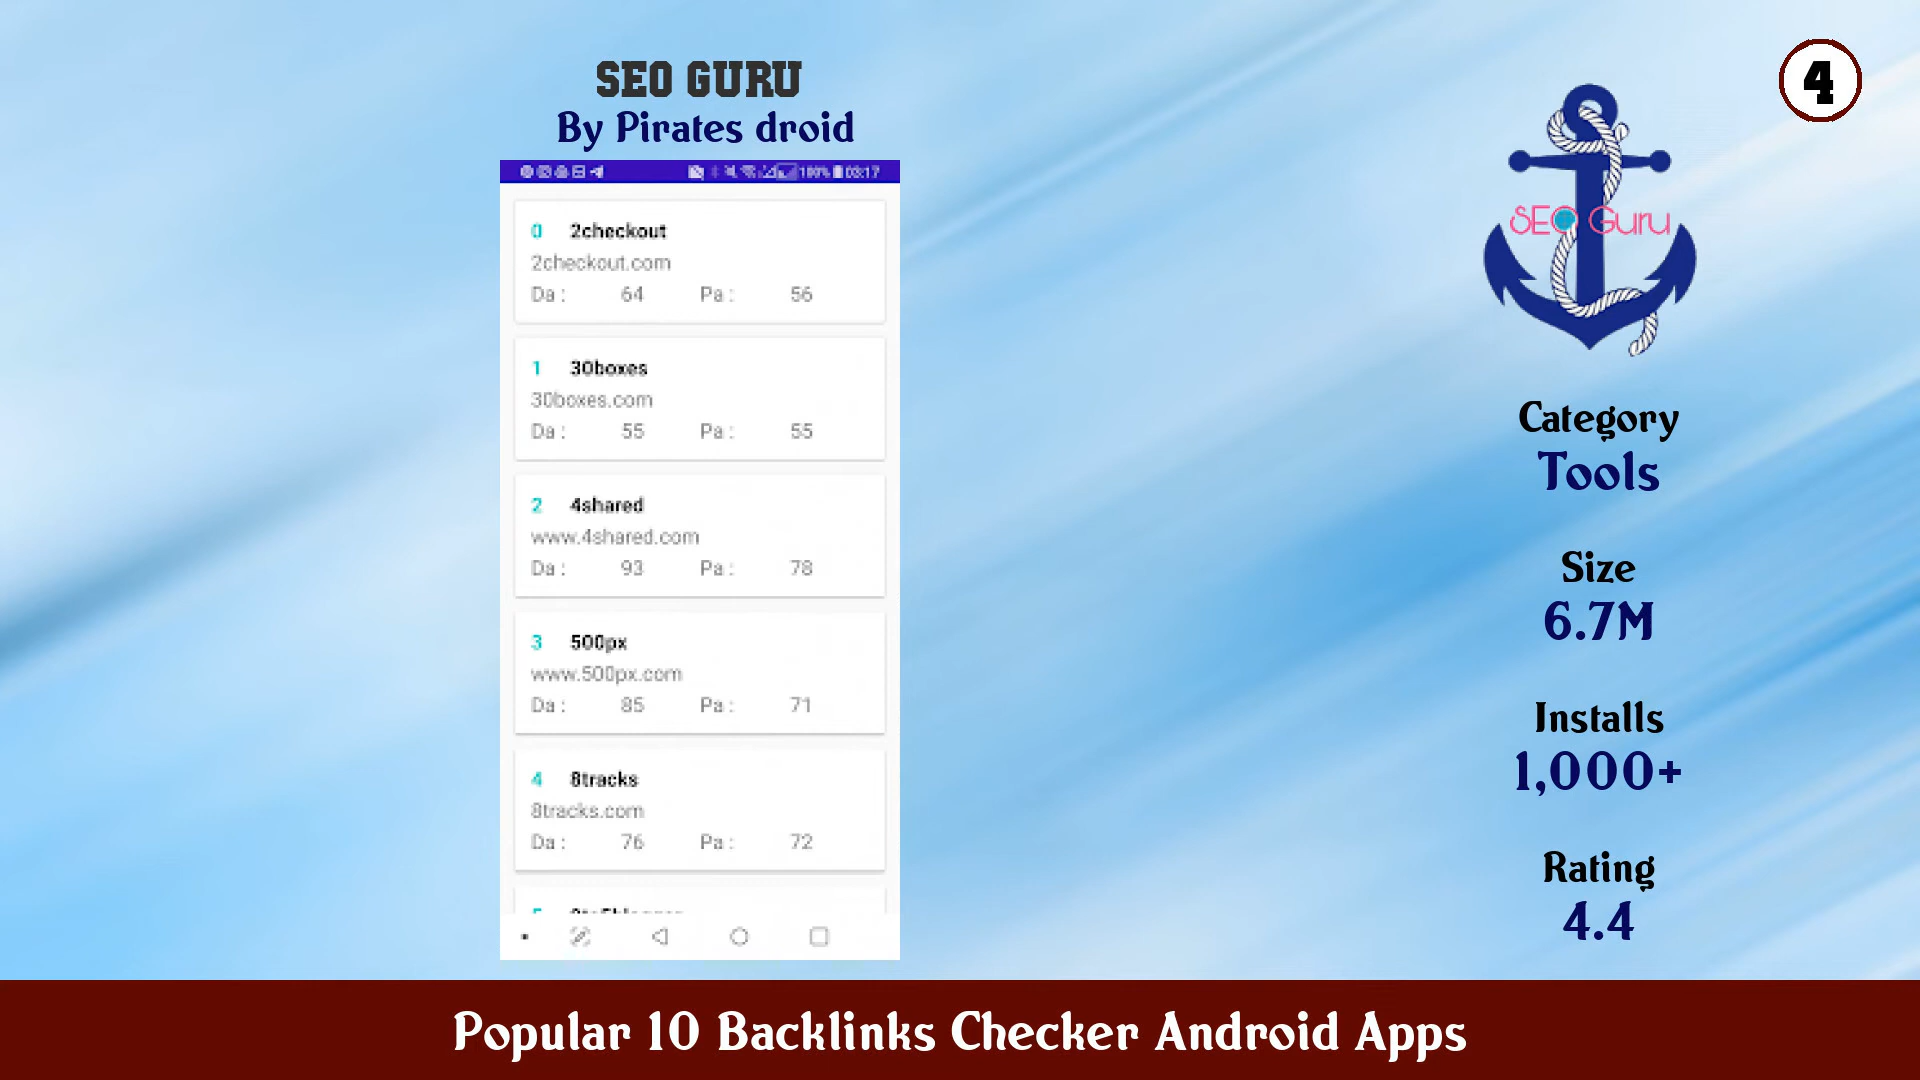 SEO GURU
By Pirates droid
4
100% 03:17
0 2checkout
2checkout.com
Da : 64 Pa : 56
1 30boxes
30boxes.com
Da : 55 Pa : 55
2 4shared
www.4shared.com
Da : 93 Pa : 78
3 500px
www.500px.com
Da : 85 Pa : 71
4 8tracks
8tracks.com
Da : 76 Pa : 72
SEO Guru
Category
Tools
Size
6.7M
Installs
1,000+
Rating
4.4
Popular 10 Backlinks Checker Android Apps